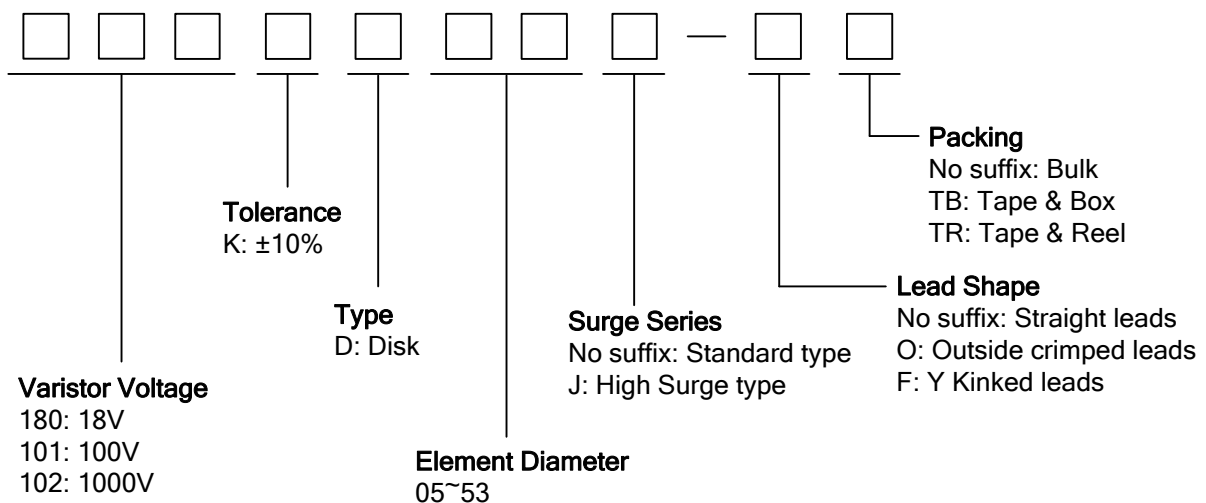 Packing
No suffix: Bulk
TB: Tape & Box
TR: Tape & Reel
Tolerance
K: ±10%
Lead Shape
No suffix: Straight leads
O: Outside crimped leads
F: Y Kinked leads
Type
D: Disk
Surge Series
No suffix: Standard type
J: High Surge type
Varistor Voltage
180: 18V
101: 100V
102: 1000V
Element Diameter
05~53